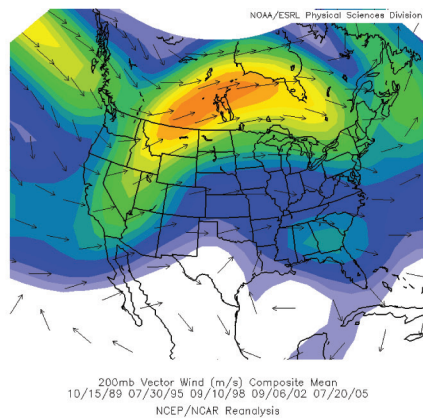 NOAA/ESRL Physical Sciences Division
200mb Vector Wind (m/s) Composite Mean
10/15/89 07/30/95 09/10/98 09/06/02 07/20/05
NCEP/NCAR Reanalysis